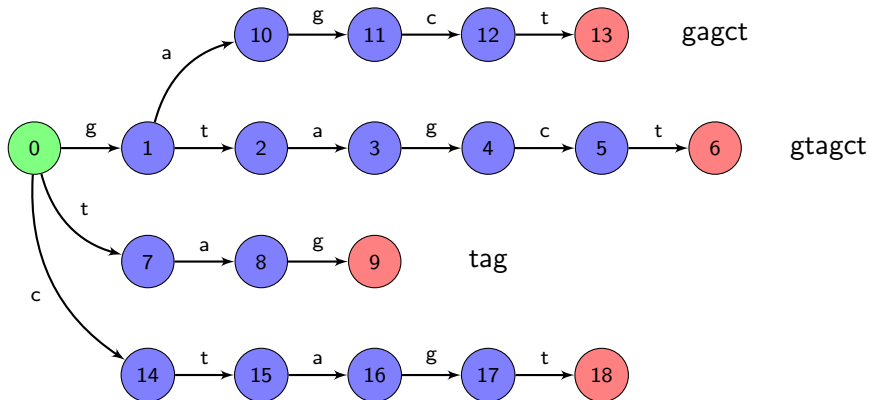 10 g 11 c 12 t 13 gagct
a
0 g 1 t 2 a 3 g 4 c 5 t 6 gtagct
t
7 a 8 g 9 tag
c
14 t 15 a 16 g 17 t 18